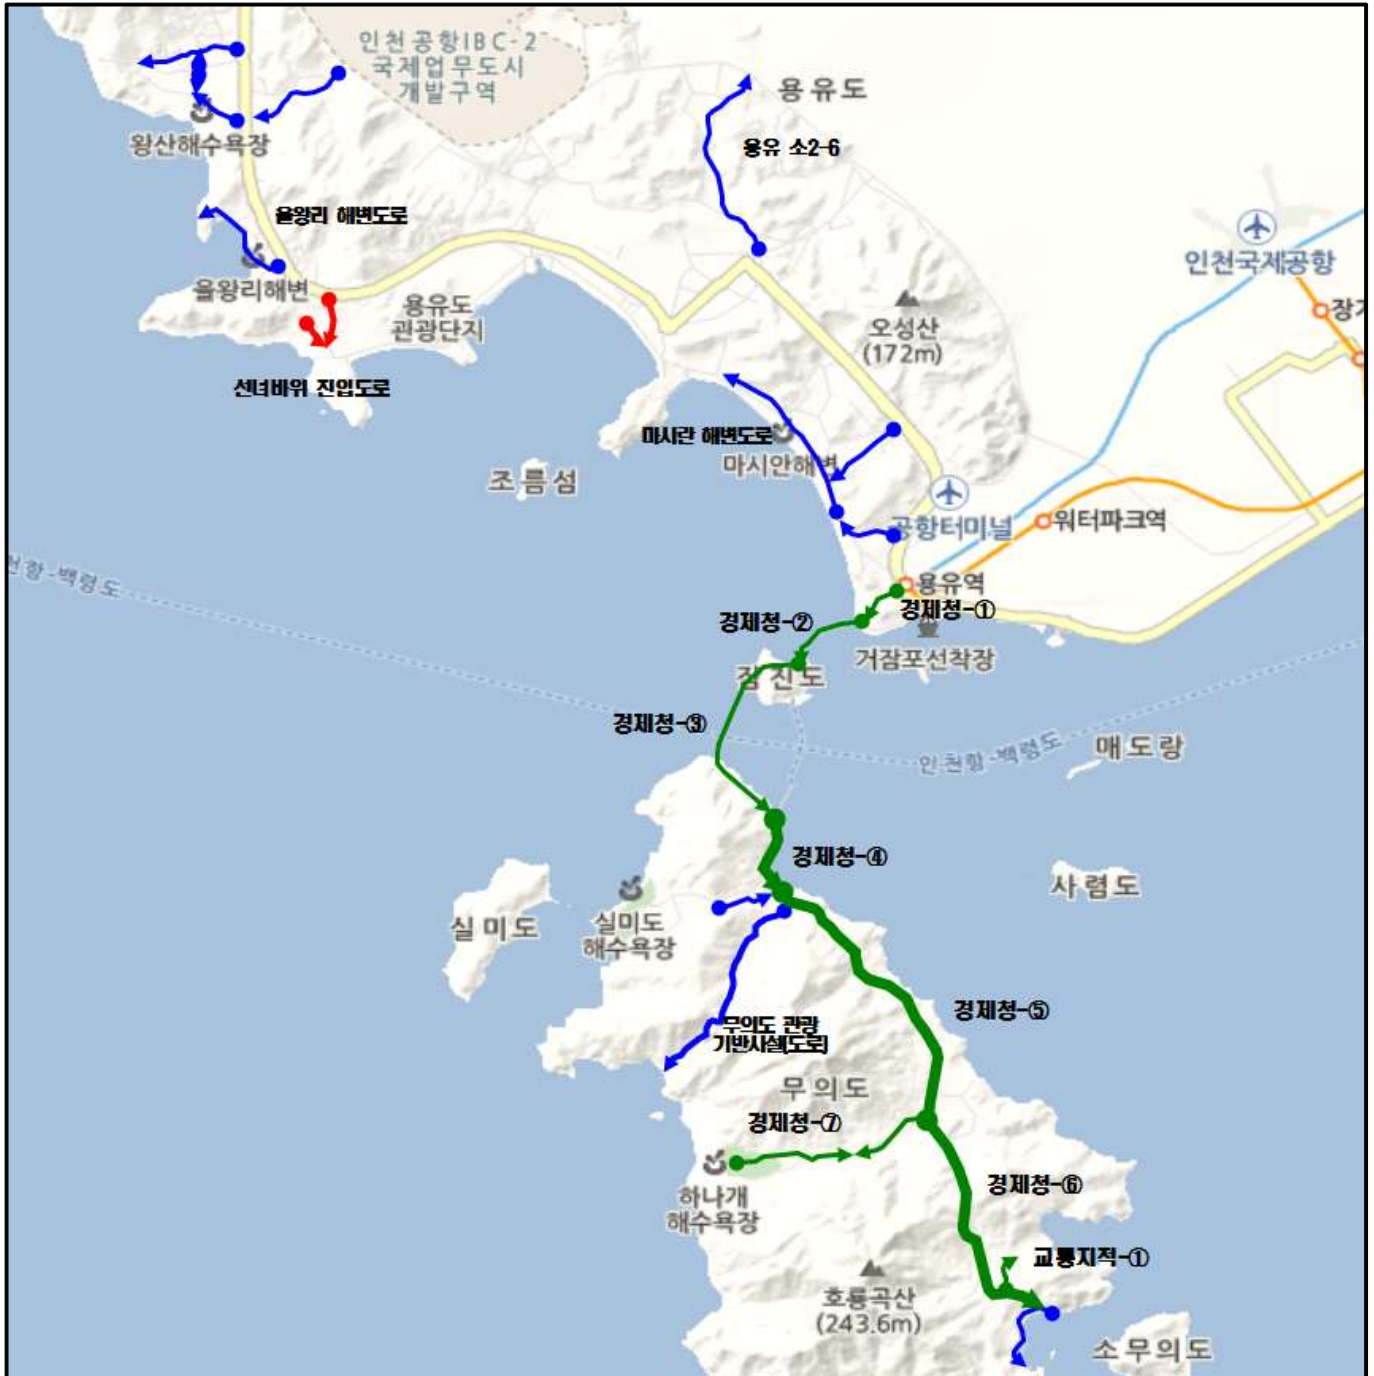 인천공항IBC-2
국제업무도시
개발구역
용유도
왕산해수욕장
용유 소2-6
을왕리 해변도로
인천국제공항
을왕리해변
용유도
관광단지
장기
오성산
(172m)
선녀바위 진입도로
마시란 해변도로
마시안해변
조름섬
공항터미널
워터파크역
천항-백령도
용유역
경제청-①
경제청-②
거잠포선착장
잠진도
경제청-③
인천항-백령도
매도랑
경제청-④
사렴도
실미도
실미도
해수욕장
경제청-⑤
무의도 관광
기반시설(도로)
무의도
경제청-⑦
경제청-⑥
하나개
해수욕장
교통지적-①
호룡곡산
(243.6m)
소무의도